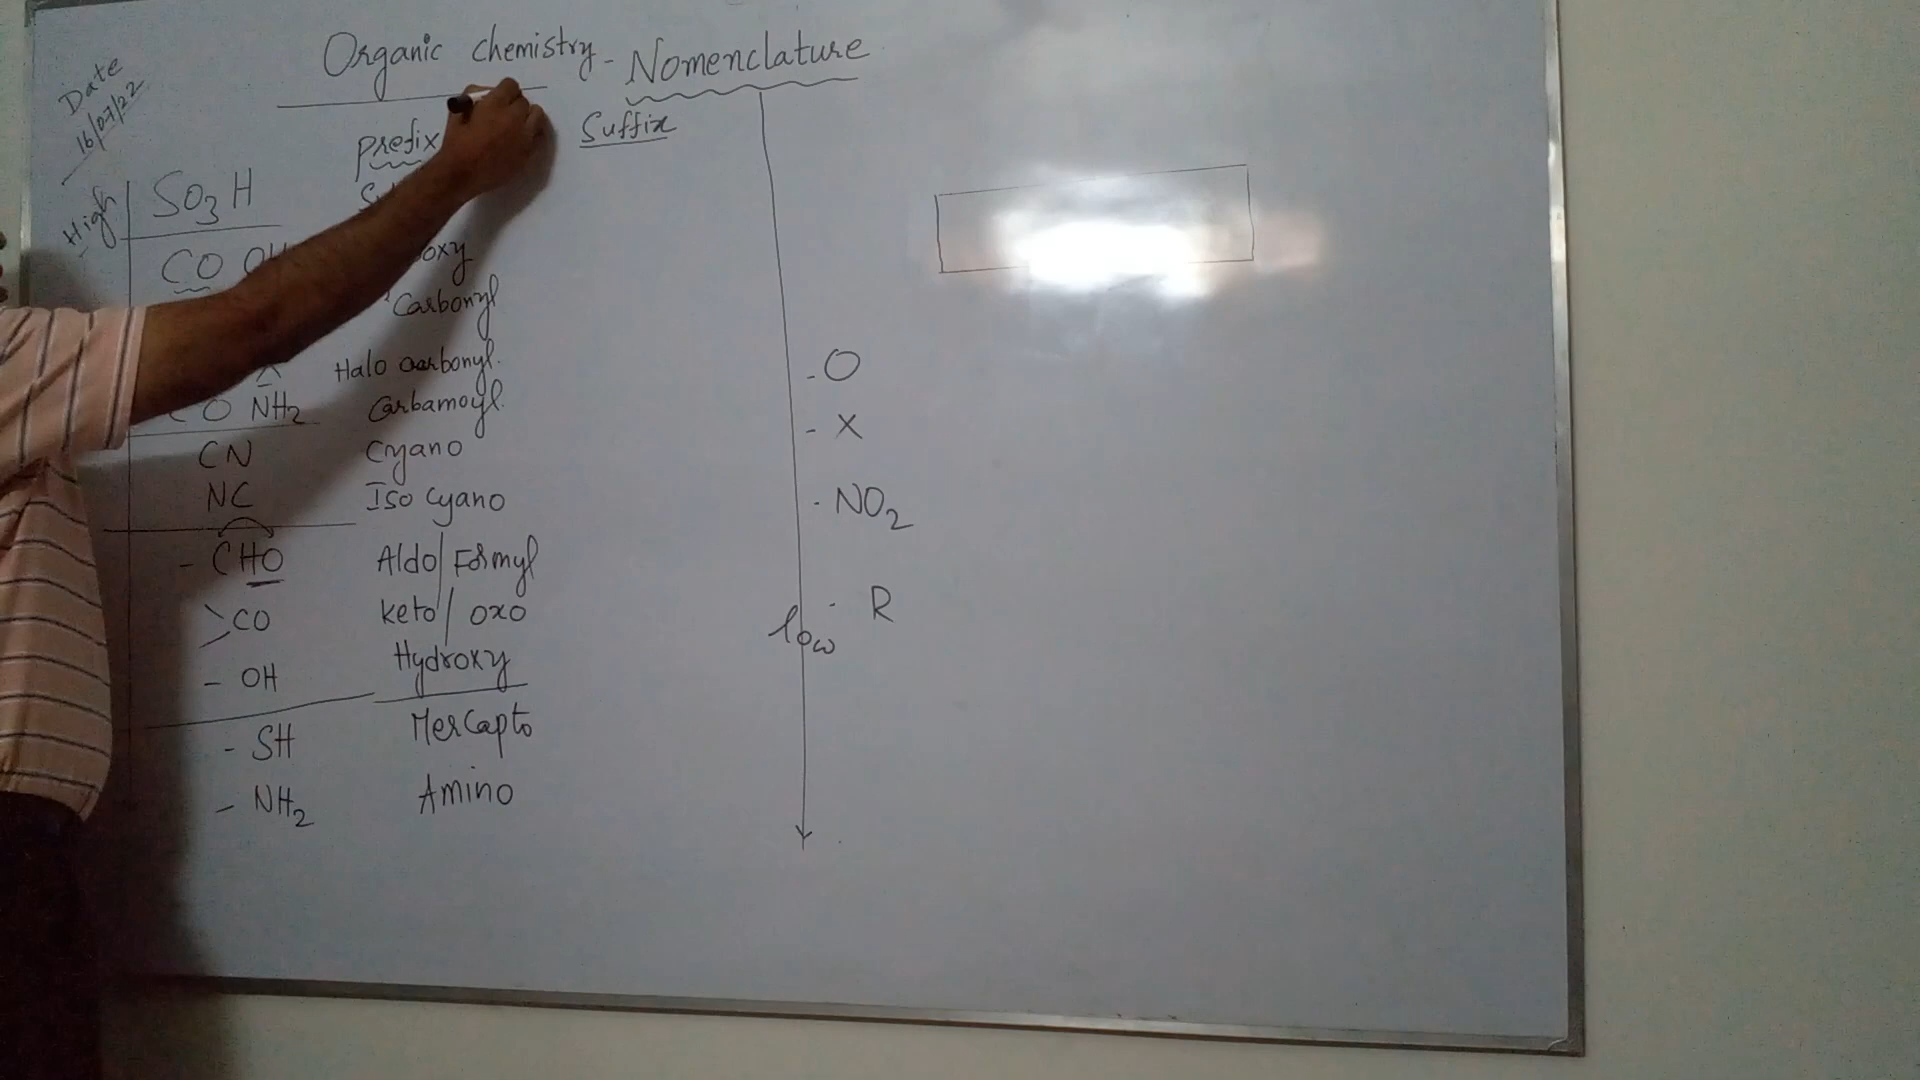 Organic Chemistry - Nomenclature
Date
16/07/22
prefix Suffix
High SO3H
CO oxy
Carbonyl
Halo Carbonyl.
CO NH2 Carbamoyl.
CN Cyano
NC Iso Cyano
- CHO Aldo/Formyl
>CO keto/oxo
- OH Hydroxy
- SH Mercapto
- NH2 Amino
- O
- X
- NO2
- R
low